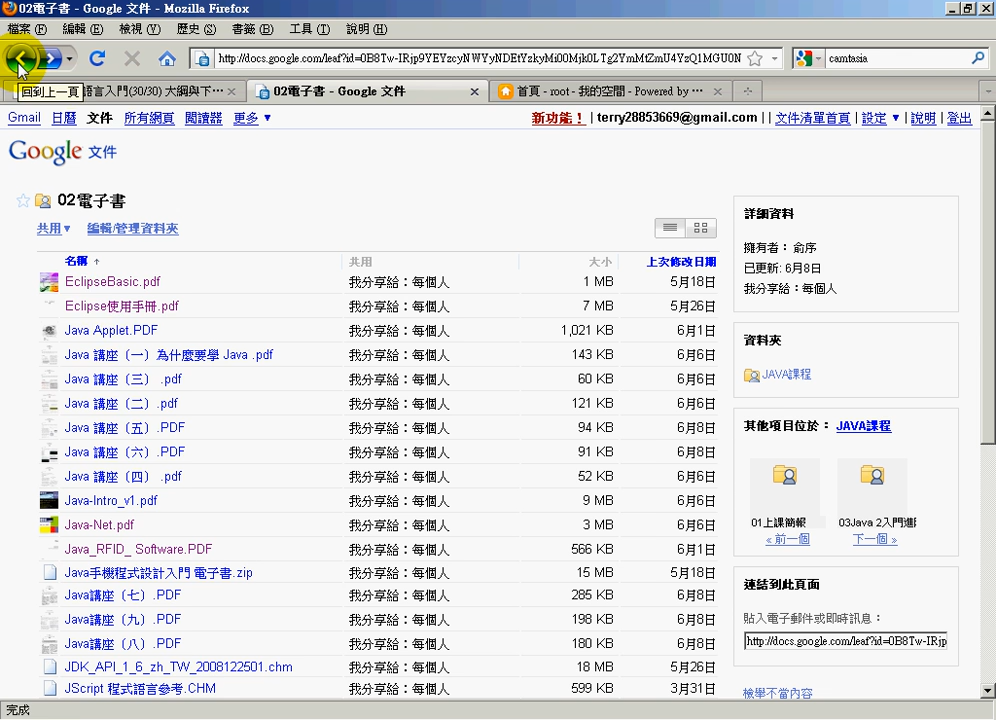 02電子書 - Google 文件 - Mozilla Firefox
檔案(F) 編輯(E) 檢視(V) 歷史(S) 書籤(B) 工具(T) 說明(H)
camtasia
回到上一頁
語言入門(30/30) 大綱與下…
02電子書 - Google 文件
首頁 - root - 我的空間 - Powered by …
Gmail 日曆 文件 所有網頁 閱讀器 更多 ▼
新功能！ | terry28853669@gmail.com | | 文件清單首頁 | 設定 ▼ | 說明 | 登出
Google 文件
02電子書
共用▼ 編輯/管理資料夾
名稱 ↑ 共用 大小 上次修改日期
EclipseBasic.pdf 我分享給：每個人 1 MB 5月18日
Eclipse使用手冊.pdf 我分享給：每個人 7 MB 5月26日
Java Applet.PDF 我分享給：每個人 1,021 KB 6月1日
Java 講座〔一〕為什麼要學 Java .pdf 我分享給：每個人 143 KB 6月6日
Java 講座〔三〕 .pdf 我分享給：每個人 60 KB 6月6日
Java 講座〔二〕.pdf 我分享給：每個人 121 KB 6月6日
Java 講座〔五〕.PDF 我分享給：每個人 94 KB 6月8日
Java 講座〔六〕.PDF 我分享給：每個人 91 KB 6月8日
Java 講座〔四〕 .pdf 我分享給：每個人 52 KB 6月6日
Java-Intro_v1.pdf 我分享給：每個人 9 MB 6月6日
Java-Net.pdf 我分享給：每個人 3 MB 6月6日
Java_RFID_ Software.PDF 我分享給：每個人 566 KB 6月1日
Java手機程式設計入門 電子書.zip 我分享給：每個人 15 MB 5月18日
Java講座〔七〕.PDF 我分享給：每個人 285 KB 6月8日
Java講座〔九〕.PDF 我分享給：每個人 198 KB 6月8日
Java講座〔八〕.PDF 我分享給：每個人 180 KB 6月8日
JDK_API_1_6_zh_TW_2008122501.chm 我分享給：每個人 18 MB 5月26日
JScript 程式語言參考.CHM 我分享給：每個人 599 KB 3月31日
詳細資料
擁有者： 俞序
已更新: 6月8日
我分享給：每個人
資料夾
JAVA課程
其他項目位於： JAVA課程
01上課簡報 03Java 2入門進
« 前一個 下一個 »
連結到此頁面
貼入電子郵件或即時訊息：
http://docs.google.com/leaf?id=0B8Tw-IRjp
檢舉不當內容
完成